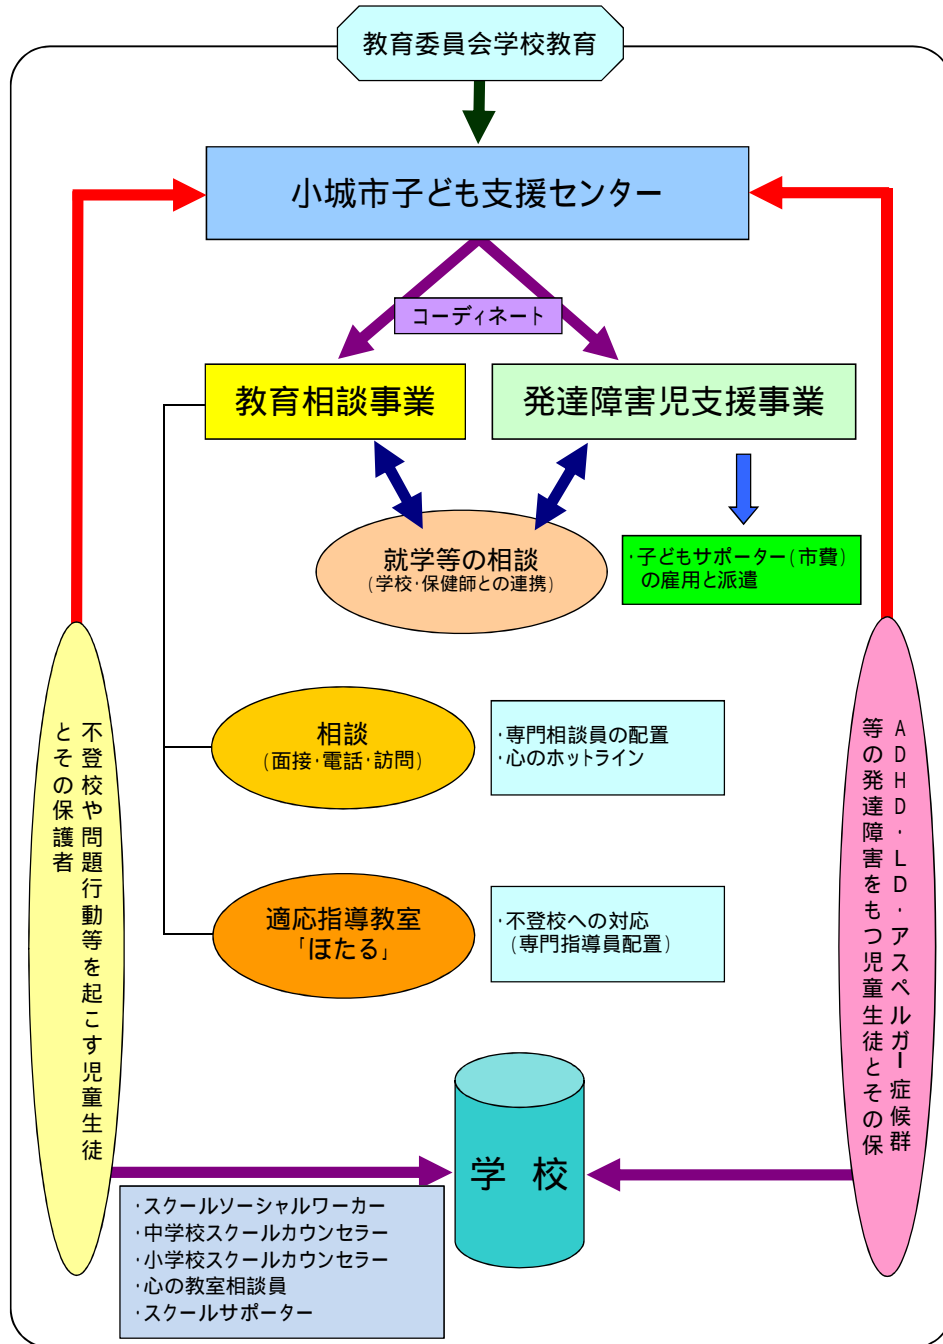 教育委員会学校教育
小城市子ども支援センター
コーディネート
教育相談事業
発達障害児支援事業
就学等の相談
(学校・保健師との連携)
・子どもサポーター(市費)
の雇用と派遣
相談
(面接・電話・訪問)
・専門相談員の配置
・心のホットライン
適応指導教室
「ほたる」
・不登校への対応
(専門指導員配置)
不登校や問題行動等を起こす児童生徒
とその保護者
ADHD・LD・アスペルガー症候群
等の発達障害をもつ児童生徒とその保
学校
・スクールソーシャルワーカー
・中学校スクールカウンセラー
・小学校スクールカウンセラー
・心の教室相談員
・スクールサポーター